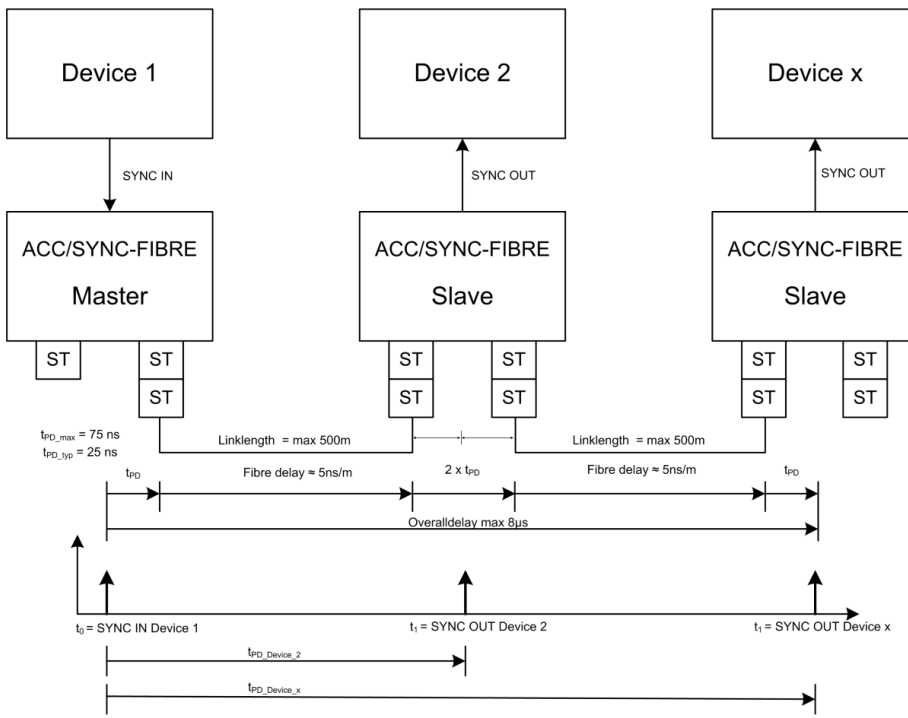 Device 1
Device 2
Device x
SYNC IN
SYNC OUT
SYNC OUT
ACC/SYNC-FIBRE
Master
ACC/SYNC-FIBRE
Slave
ACC/SYNC-FIBRE
Slave
ST
ST
ST
ST
ST
ST
ST
ST
ST
ST
tPD_max = 75 ns
tPD_typ = 25 ns
Linklength = max 500m
Linklength = max 500m
tPD
Fibre delay ≈ 5ns/m
2 x tPD
Fibre delay ≈ 5ns/m
tPD
Overalldelay max 8µs
t0 = SYNC IN Device 1
t1 = SYNC OUT Device 2
t1 = SYNC OUT Device x
tPD_Device_2
tPD_Device_x